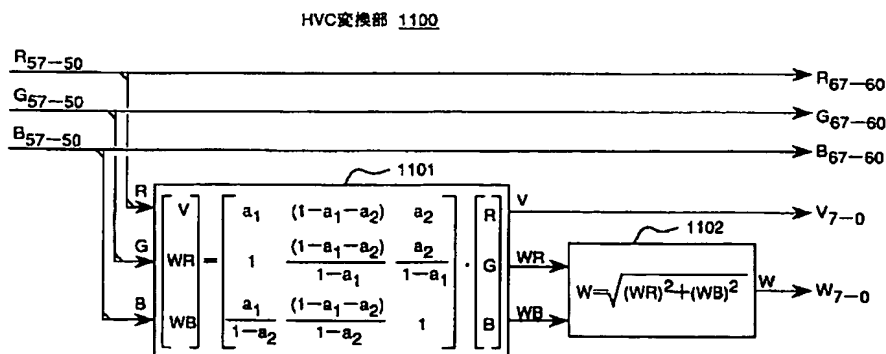 HVC変換部 1100
R57−50 R67−60
G57−50 G67−60
B57−50 B67−60
1101
R V a1 (1−a1−a2) a2 R V V7−0
1102
G WR = 1 (1−a1−a2)/1−a1 a2/1−a1 · G WR W=√(WR)²+(WB)² W W7−0
B WB a1/1−a2 (1−a1−a2)/1−a2 1 B WB